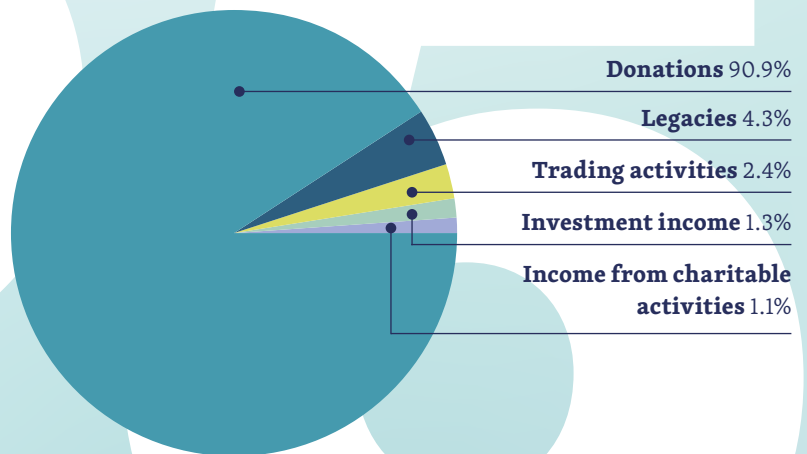 Donations 90.9%
Legacies 4.3%
Trading activities 2.4%
Investment income 1.3%
Income from charitable
activities 1.1%